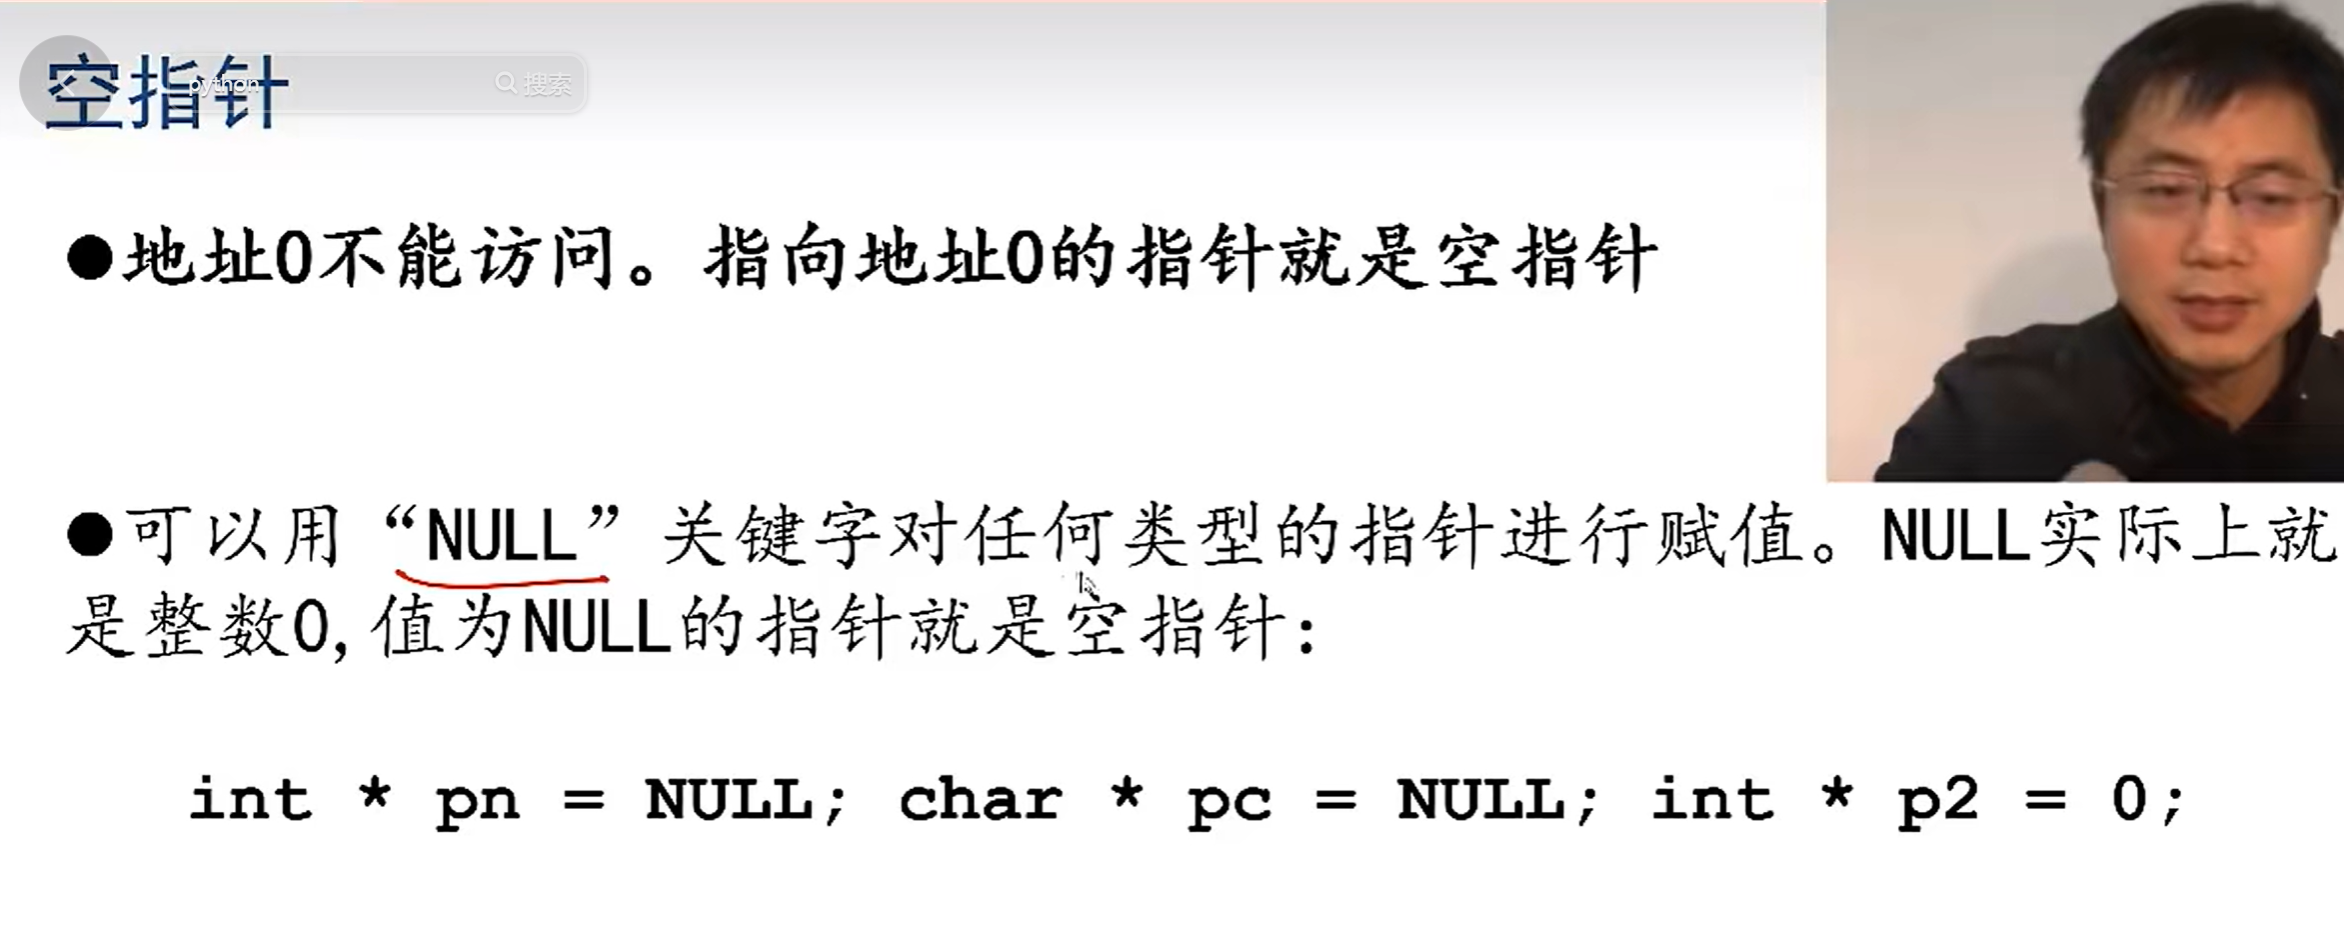 空指针
python
搜索
●地址0不能访问。指向地址0的指针就是空指针
●可以用“NULL”关键字对任何类型的指针进行赋值。NULL实际上就
是整数0,值为NULL的指针就是空指针:
int * pn = NULL; char * pc = NULL; int * p2 = 0;